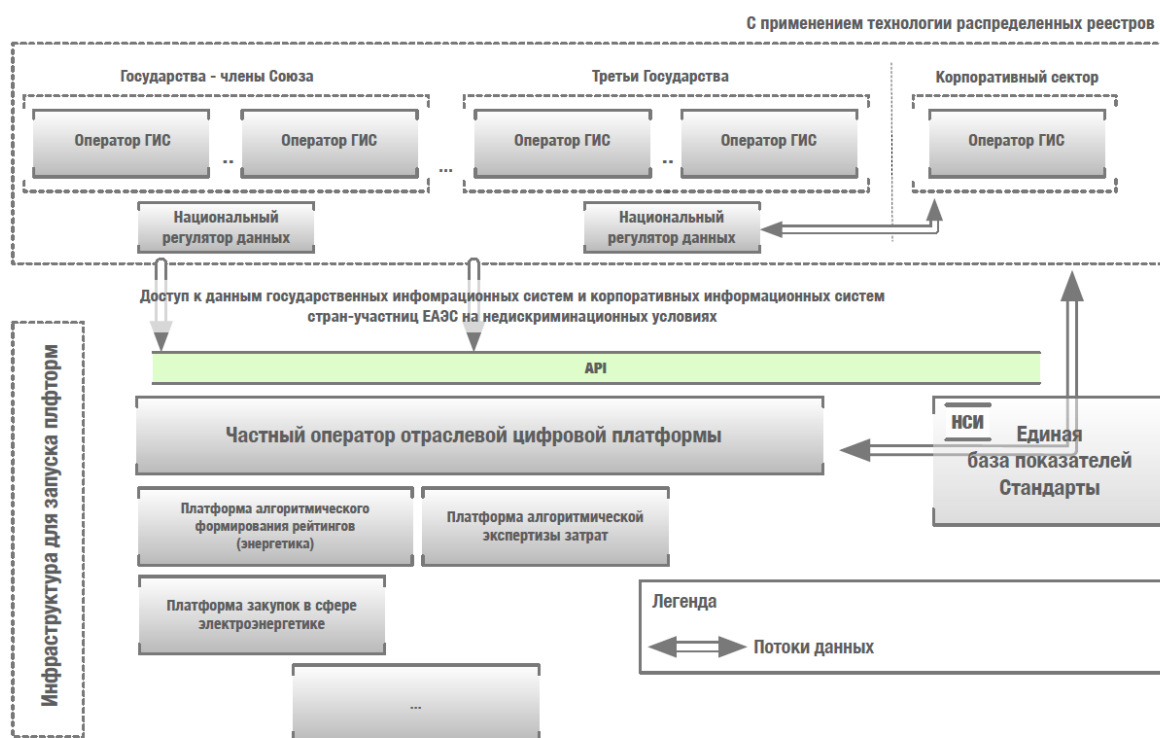 С применением технологии распределенных реестров
Государства - члены Союза
Третьи Государства
Корпоративный сектор
Оператор ГИС
..
Оператор ГИС
...
Оператор ГИС
..
Оператор ГИС
Оператор ГИС
Национальный
регулятор данных
Национальный
регулятор данных
Доступ к данным государственных инфомрационных систем и корпоративных информационных систем
стран-участниц ЕАЭС на недискриминационных условиях
Инфраструктура для запуска плфторм
API
Частный оператор отраслевой цифровой платформы
НСИ
Единая
база показателей
Стандарты
Платформа алгоритмического
формирования рейтингов
(энергетика)
Платформа алгоритмической
экспертизы затрат
Платформа закупок в сфере
электроэнергетике
...
Легенда
Потоки данных